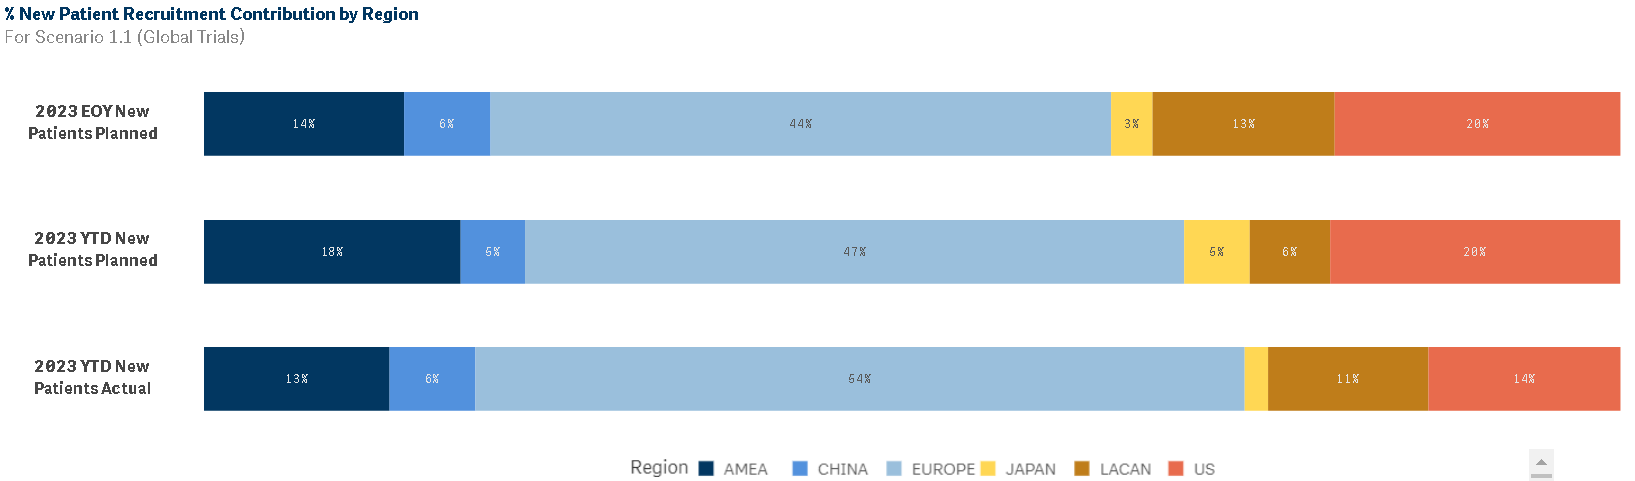 % New Patient Recruitment Contribution by Region
For Scenario 1.1 (Global Trials)
2023 EOY New
Patients Planned
14%
6%
44%
3%
13%
20%
2023 YTD New
Patients Planned
18%
5%
47%
5%
6%
20%
2023 YTD New
Patients Actual
13%
6%
54%
11%
14%
Region
AMEA
CHINA
EUROPE
JAPAN
LACAN
US